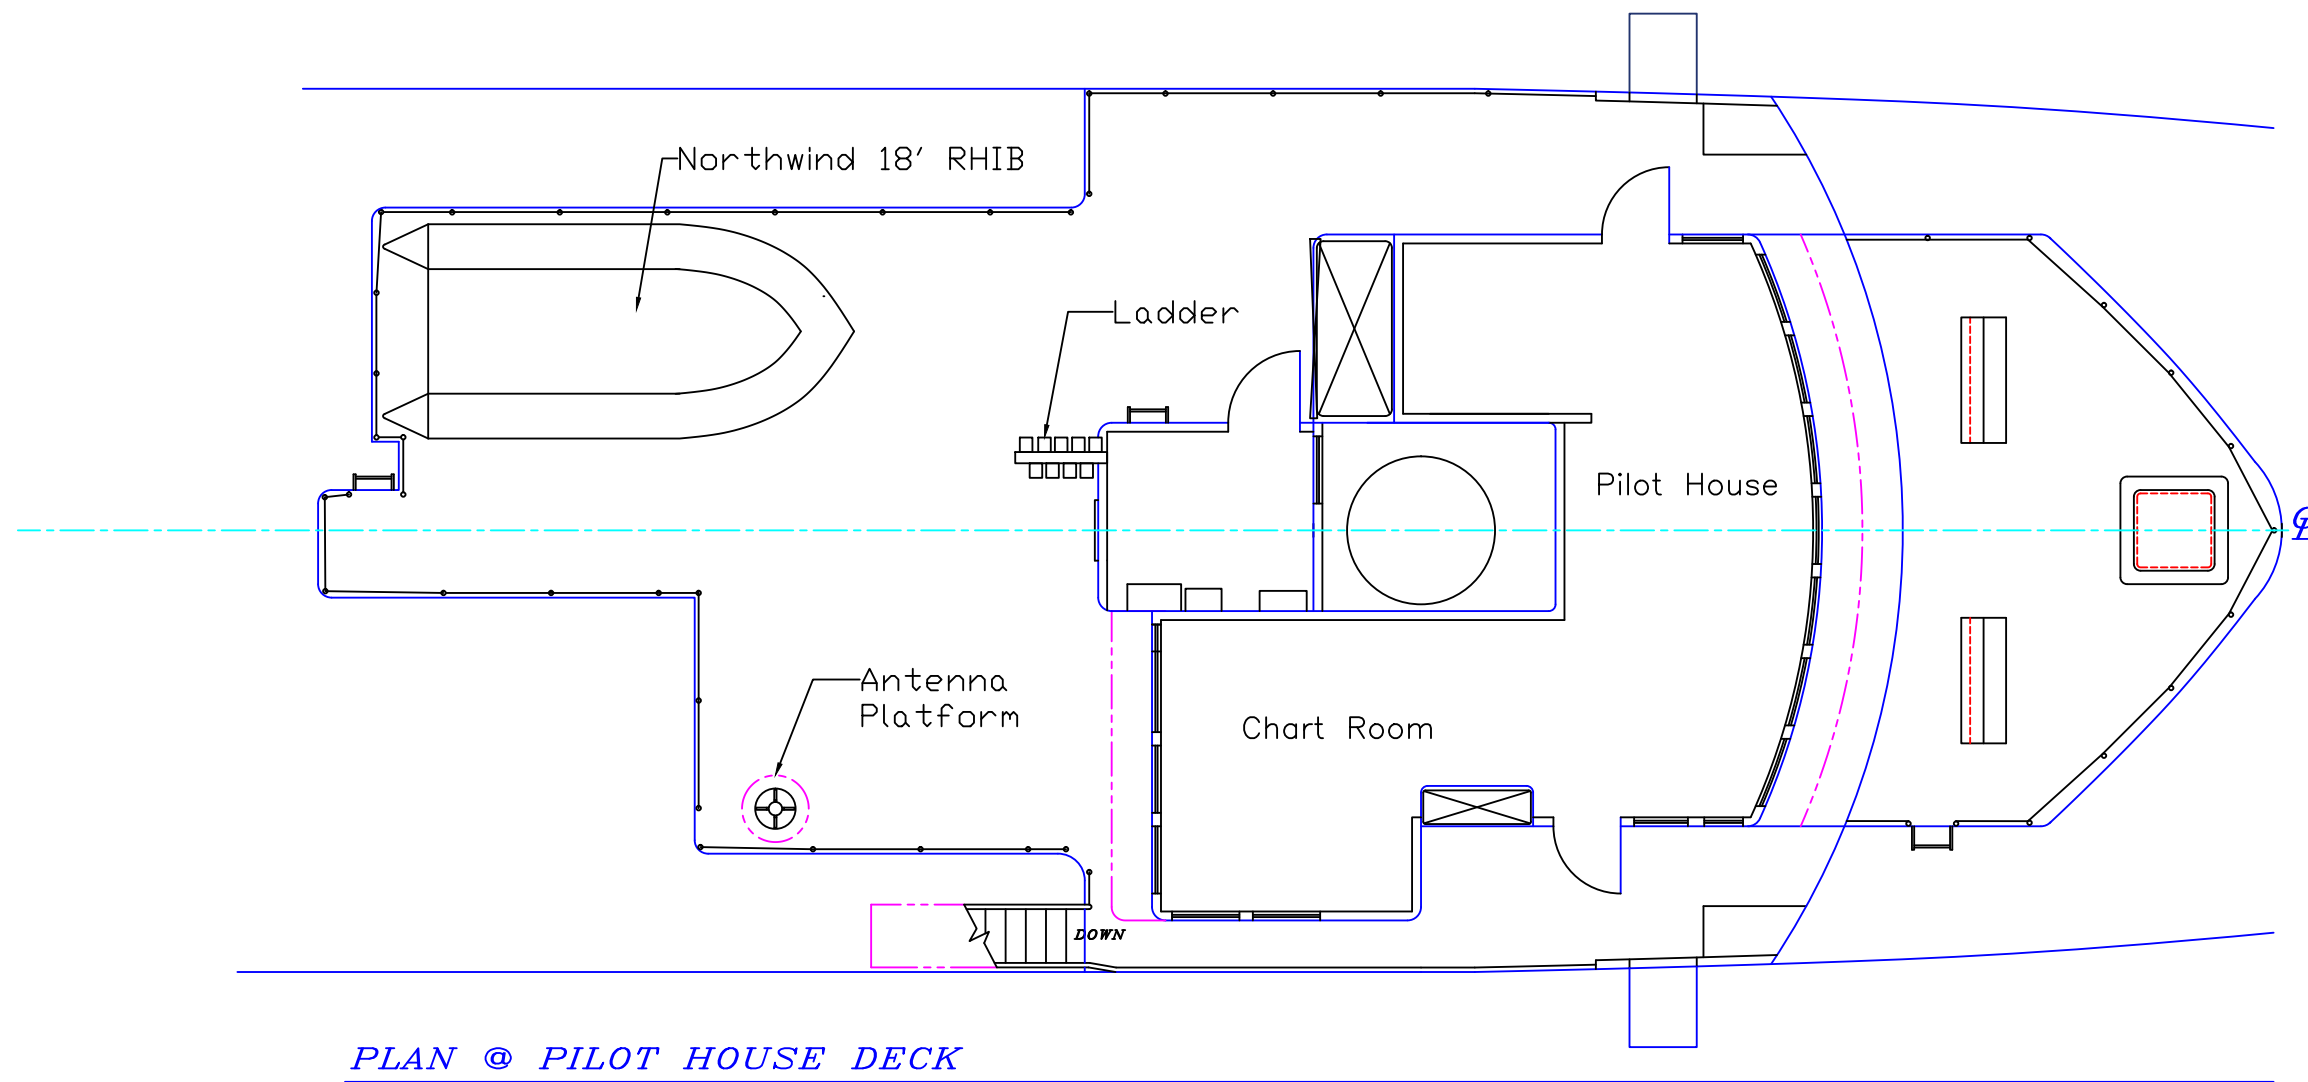 Northwind 18' RHIB
Ladder
Pilot House
Antenna
Platform
Chart Room
DOWN
PLAN @ PILOT HOUSE DECK